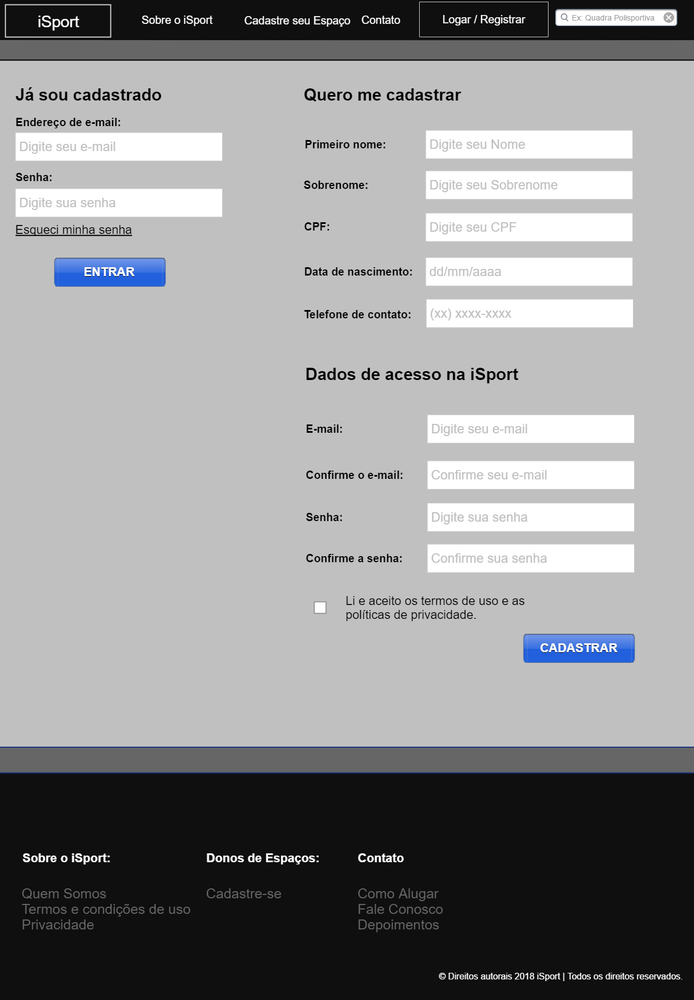 iSport
Sobre o iSport
Cadastre seu Espaço
Contato
Logar / Registrar
Ex: Quadra Polisportiva
Já sou cadastrado
Endereço de e-mail:
Digite seu e-mail
Senha:
Digite sua senha
Esqueci minha senha
ENTRAR
Quero me cadastrar
Primeiro nome:
Digite seu Nome
Sobrenome:
Digite seu Sobrenome
CPF:
Digite seu CPF
Data de nascimento:
dd/mm/aaaa
Telefone de contato:
(xx) xxxx-xxxx
Dados de acesso na iSport
E-mail:
Digite seu e-mail
Confirme o e-mail:
Confirme seu e-mail
Senha:
Digite sua senha
Confirme a senha:
Confirme sua senha
Li e aceito os termos de uso e as
políticas de privacidade.
CADASTRAR
Sobre o iSport:
Quem Somos
Termos e condições de uso
Privacidade
Donos de Espaços:
Cadastre-se
Contato
Como Alugar
Fale Conosco
Depoimentos
© Direitos autorais 2018 iSport | Todos os direitos reservados.